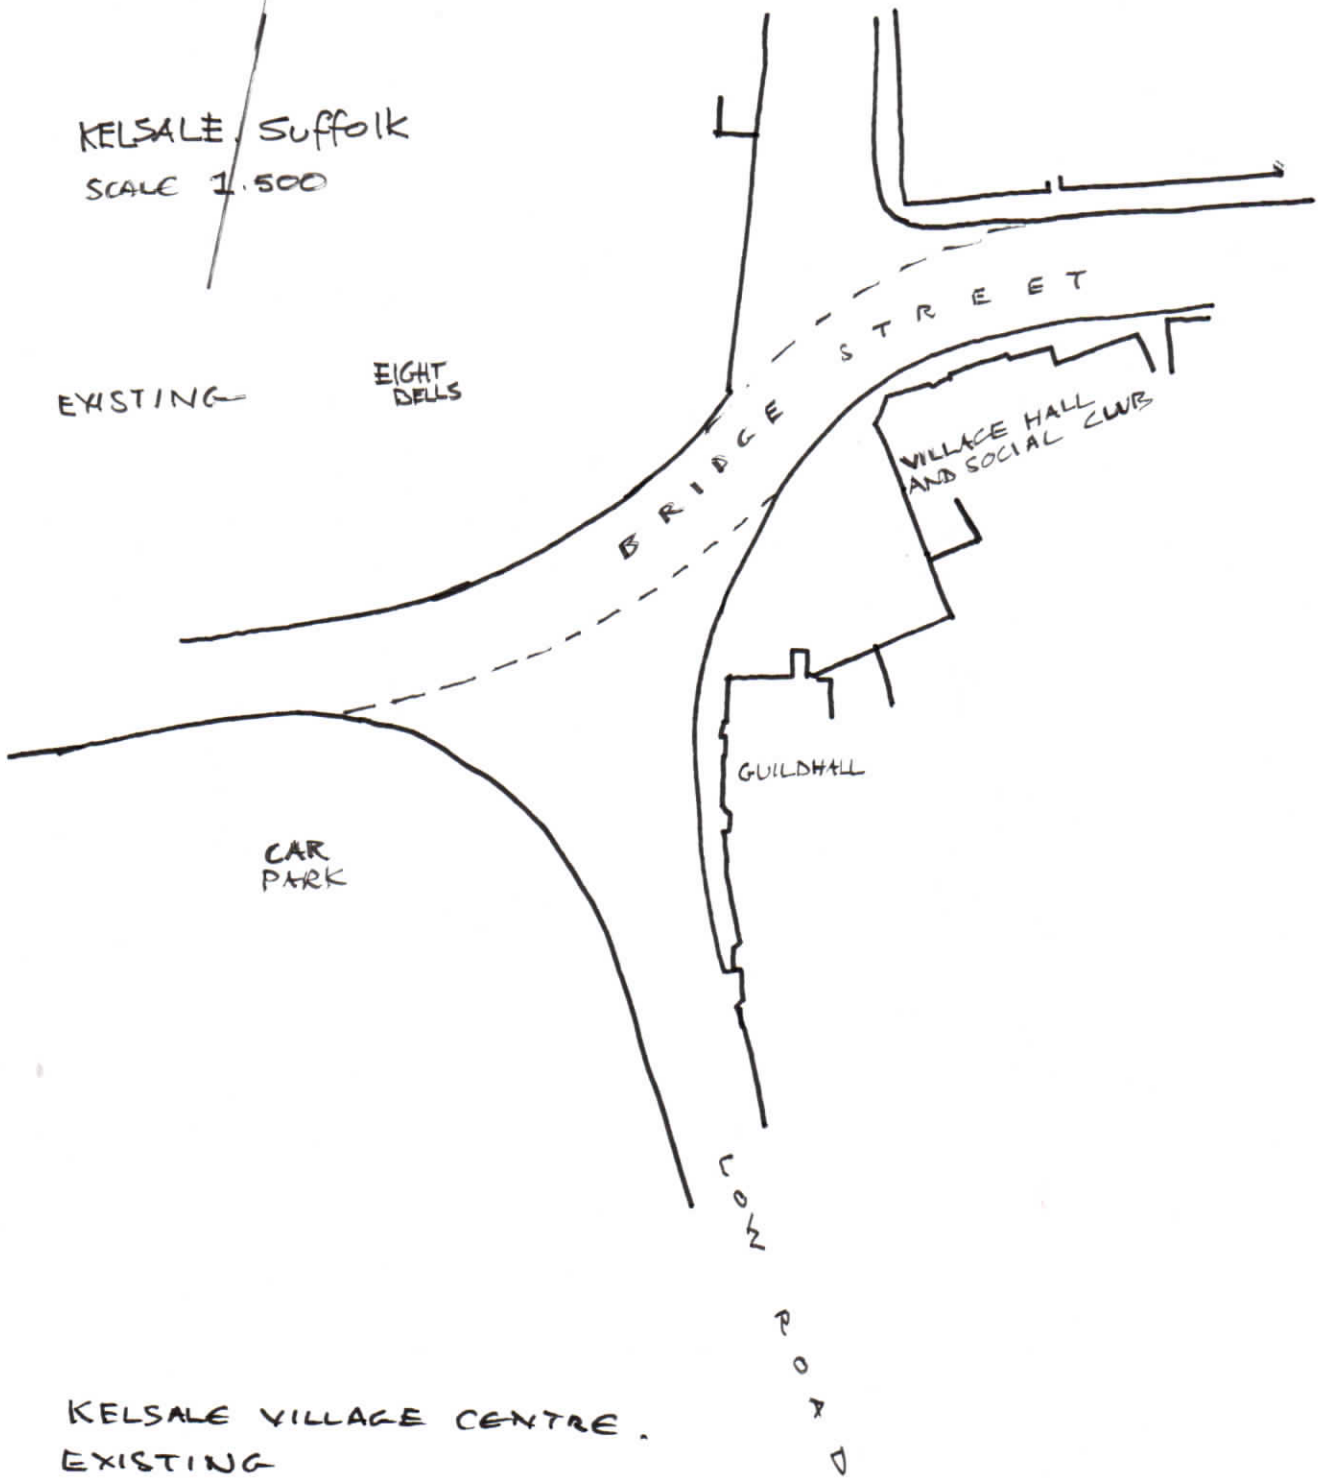 KELSALE, Suffolk
SCALE 1.500
EXISTING
EIGHT
BELLS
BRIDGE STREET
VILLAGE HALL
AND SOCIAL CLUB
GUILDHALL
CAR
PARK
LOW ROAD
KELSALE VILLAGE CENTRE.
EXISTING